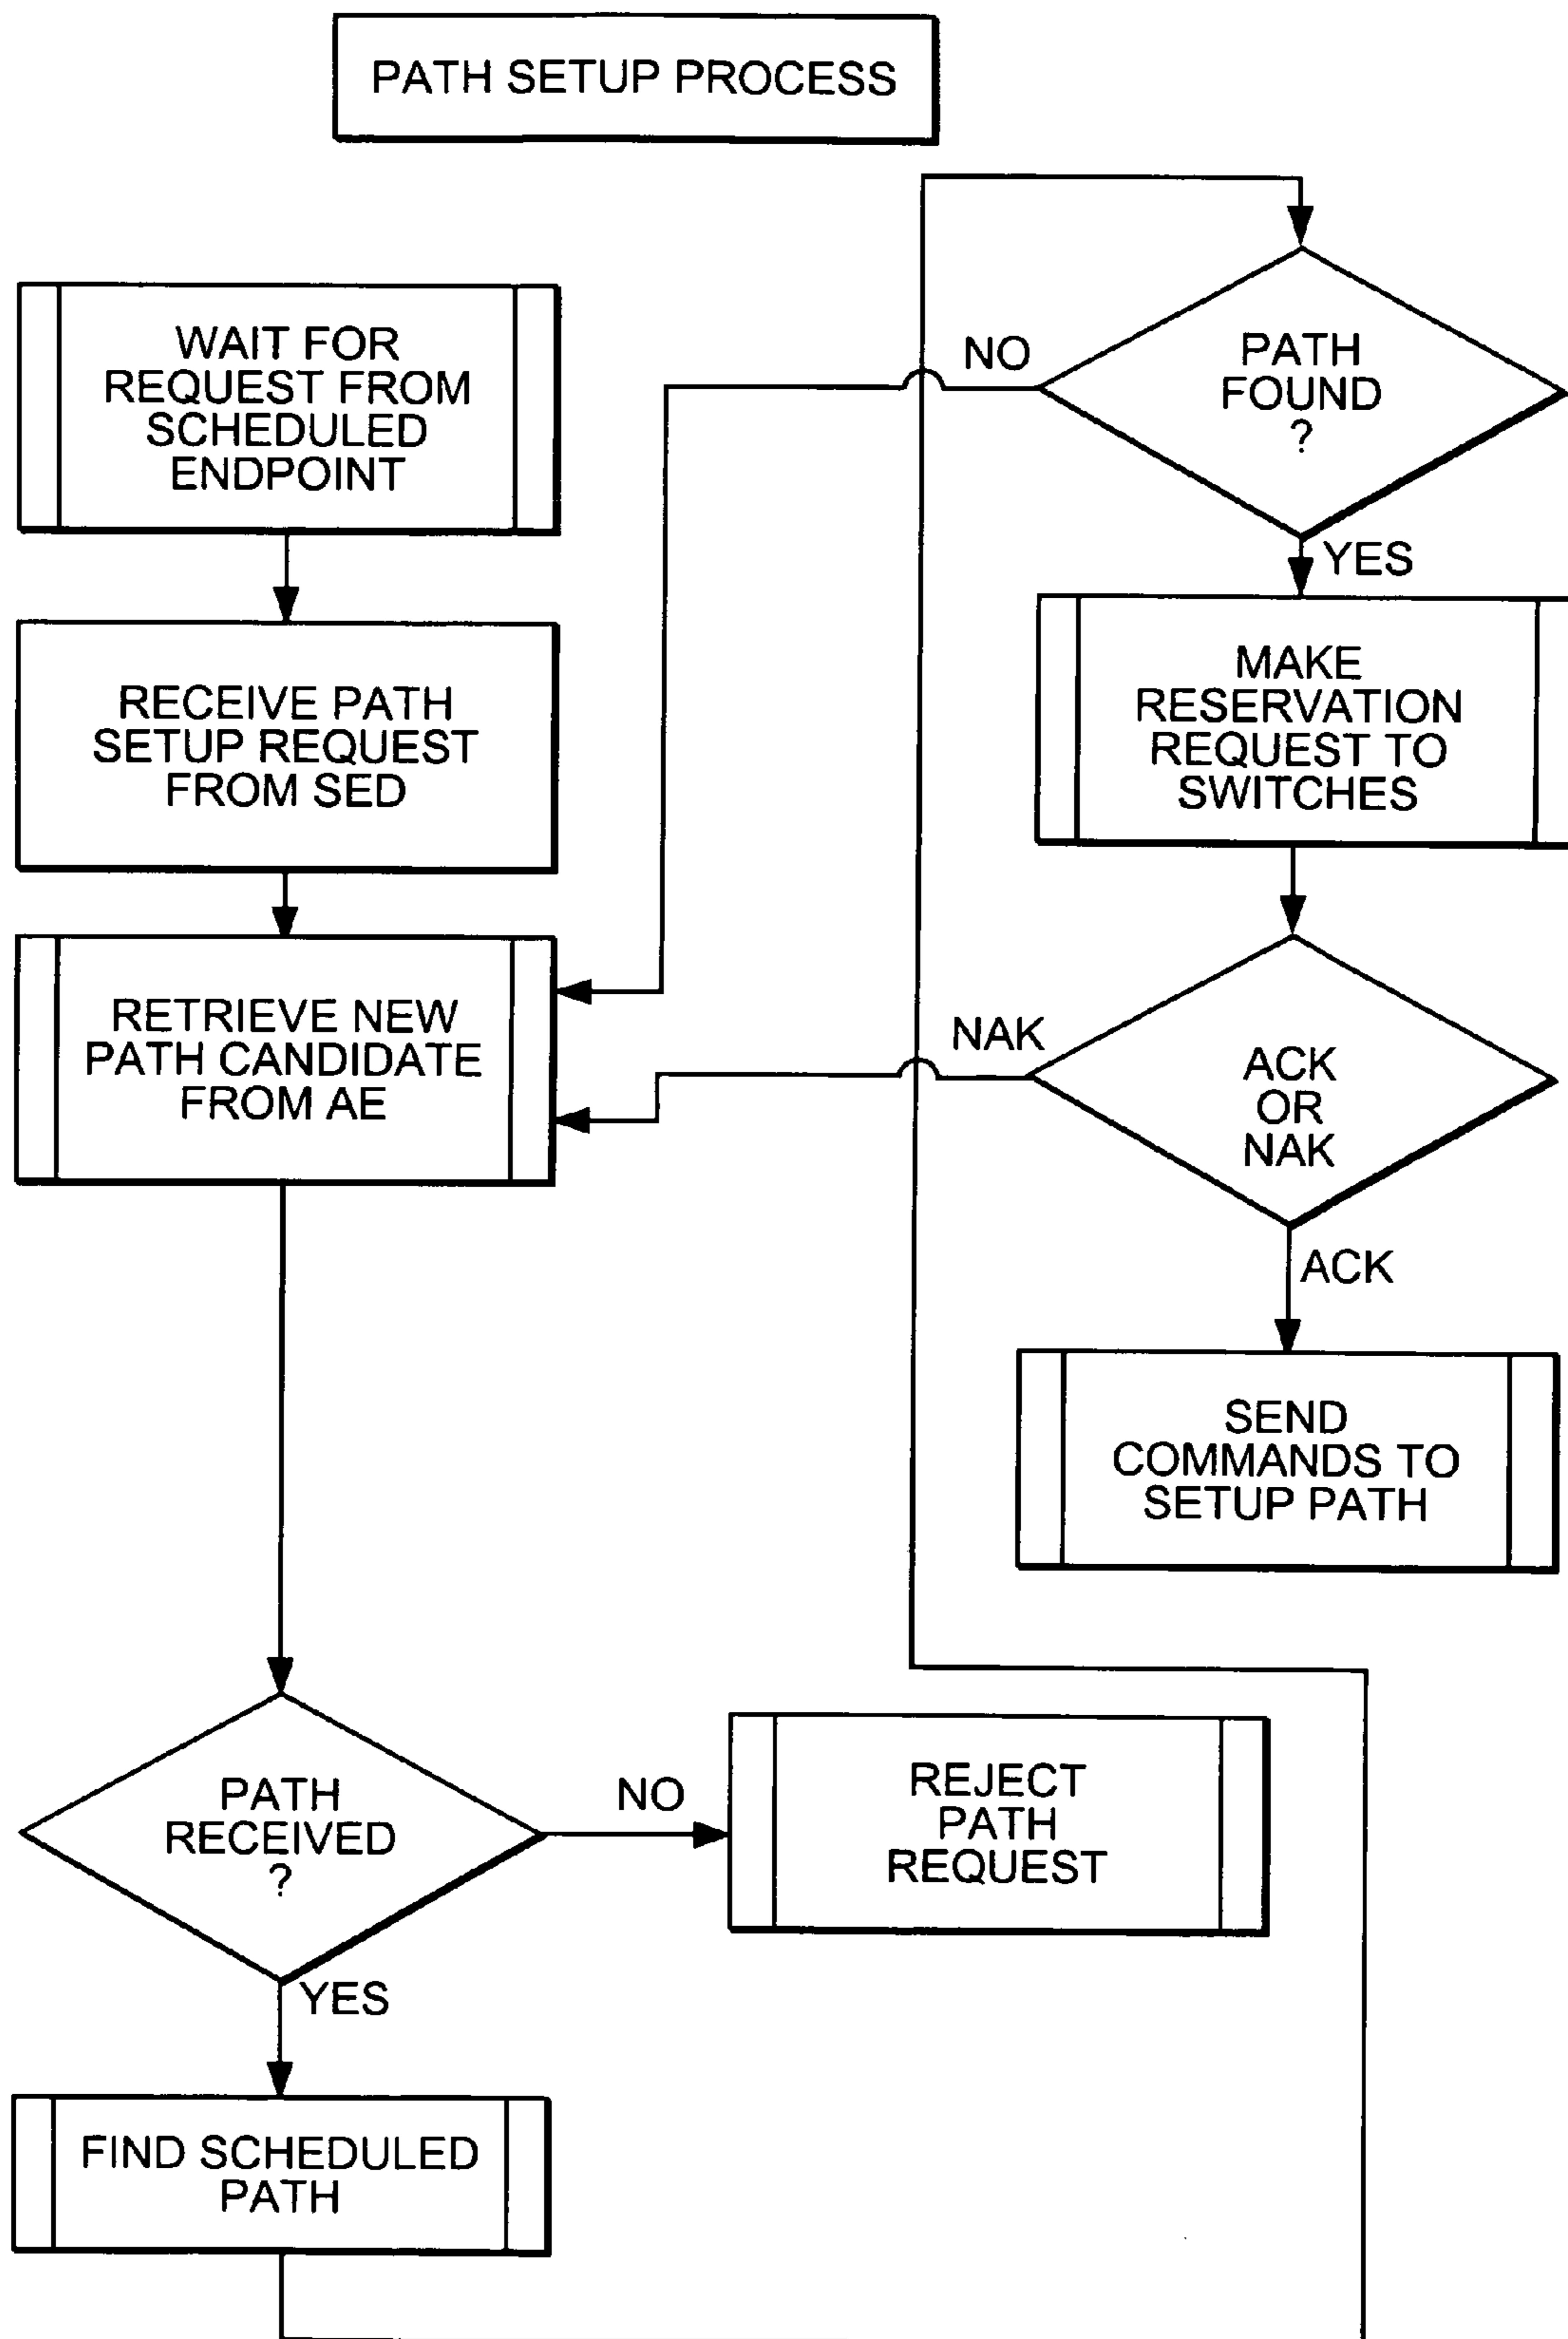 PATH SETUP PROCESS
WAIT FOR
REQUEST FROM
SCHEDULED
ENDPOINT
RECEIVE PATH
SETUP REQUEST
FROM SED
RETRIEVE NEW
PATH CANDIDATE
FROM AE
PATH
RECEIVED
?
NO
REJECT
PATH
REQUEST
YES
FIND SCHEDULED
PATH
PATH
FOUND
?
NO
YES
MAKE
RESERVATION
REQUEST TO
SWITCHES
ACK
OR
NAK
NAK
ACK
SEND
COMMANDS TO
SETUP PATH